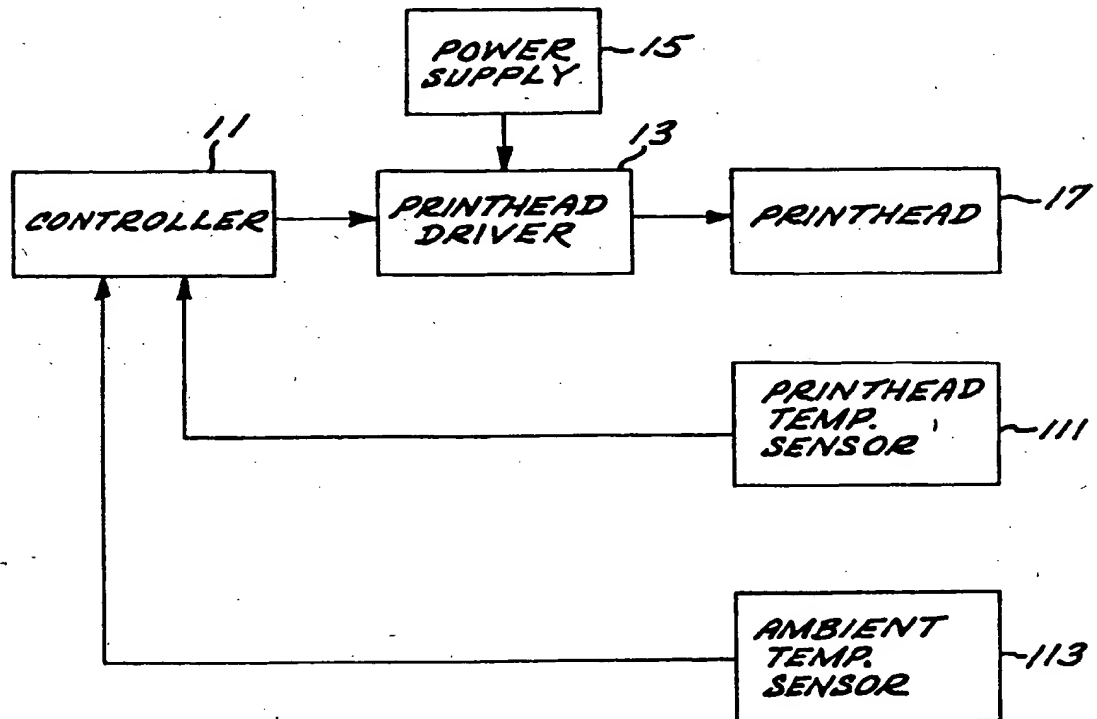 POWER
SUPPLY
15
11
13
CONTROLLER
PRINTHEAD
DRIVER
PRINTHEAD
17
PRINTHEAD
TEMP.
SENSOR
111
AMBIENT
TEMP.
SENSOR
113